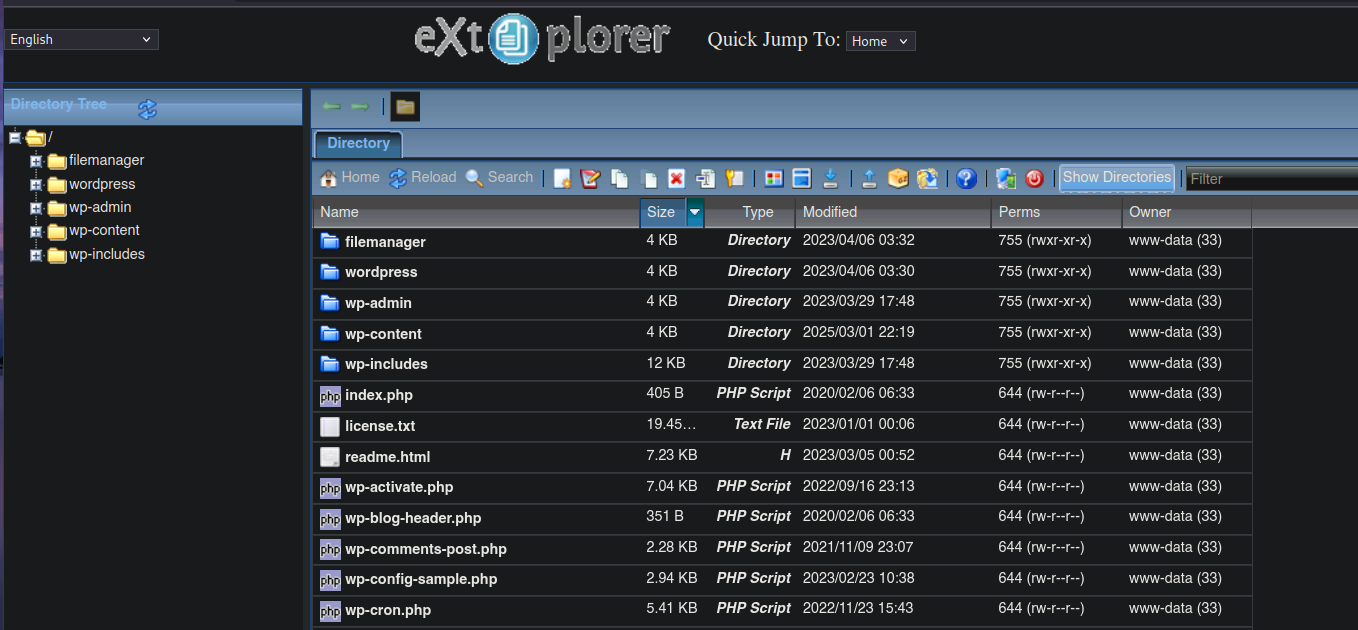 English
eXtplorer
Quick Jump To: Home
Directory Tree
/
filemanager
wordpress
wp-admin
wp-content
wp-includes
Directory
Home Reload Search Show Directories Filter
Name Size Type Modified Perms Owner
filemanager 4 KB Directory 2023/04/06 03:32 755 (rwxr-xr-x) www-data (33)
wordpress 4 KB Directory 2023/04/06 03:30 755 (rwxr-xr-x) www-data (33)
wp-admin 4 KB Directory 2023/03/29 17:48 755 (rwxr-xr-x) www-data (33)
wp-content 4 KB Directory 2025/03/01 22:19 755 (rwxr-xr-x) www-data (33)
wp-includes 12 KB Directory 2023/03/29 17:48 755 (rwxr-xr-x) www-data (33)
php index.php 405 B PHP Script 2020/02/06 06:33 644 (rw-r--r--) www-data (33)
license.txt 19.45... Text File 2023/01/01 00:06 644 (rw-r--r--) www-data (33)
readme.html 7.23 KB H 2023/03/05 00:52 644 (rw-r--r--) www-data (33)
php wp-activate.php 7.04 KB PHP Script 2022/09/16 23:13 644 (rw-r--r--) www-data (33)
php wp-blog-header.php 351 B PHP Script 2020/02/06 06:33 644 (rw-r--r--) www-data (33)
php wp-comments-post.php 2.28 KB PHP Script 2021/11/09 23:07 644 (rw-r--r--) www-data (33)
php wp-config-sample.php 2.94 KB PHP Script 2023/02/23 10:38 644 (rw-r--r--) www-data (33)
php wp-cron.php 5.41 KB PHP Script 2022/11/23 15:43 644 (rw-r--r--) www-data (33)